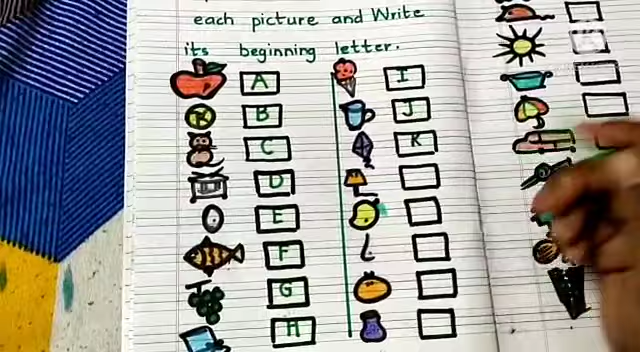 each picture and Write
its beginning letter.
A I
B J
C K
D
E
F
G
H